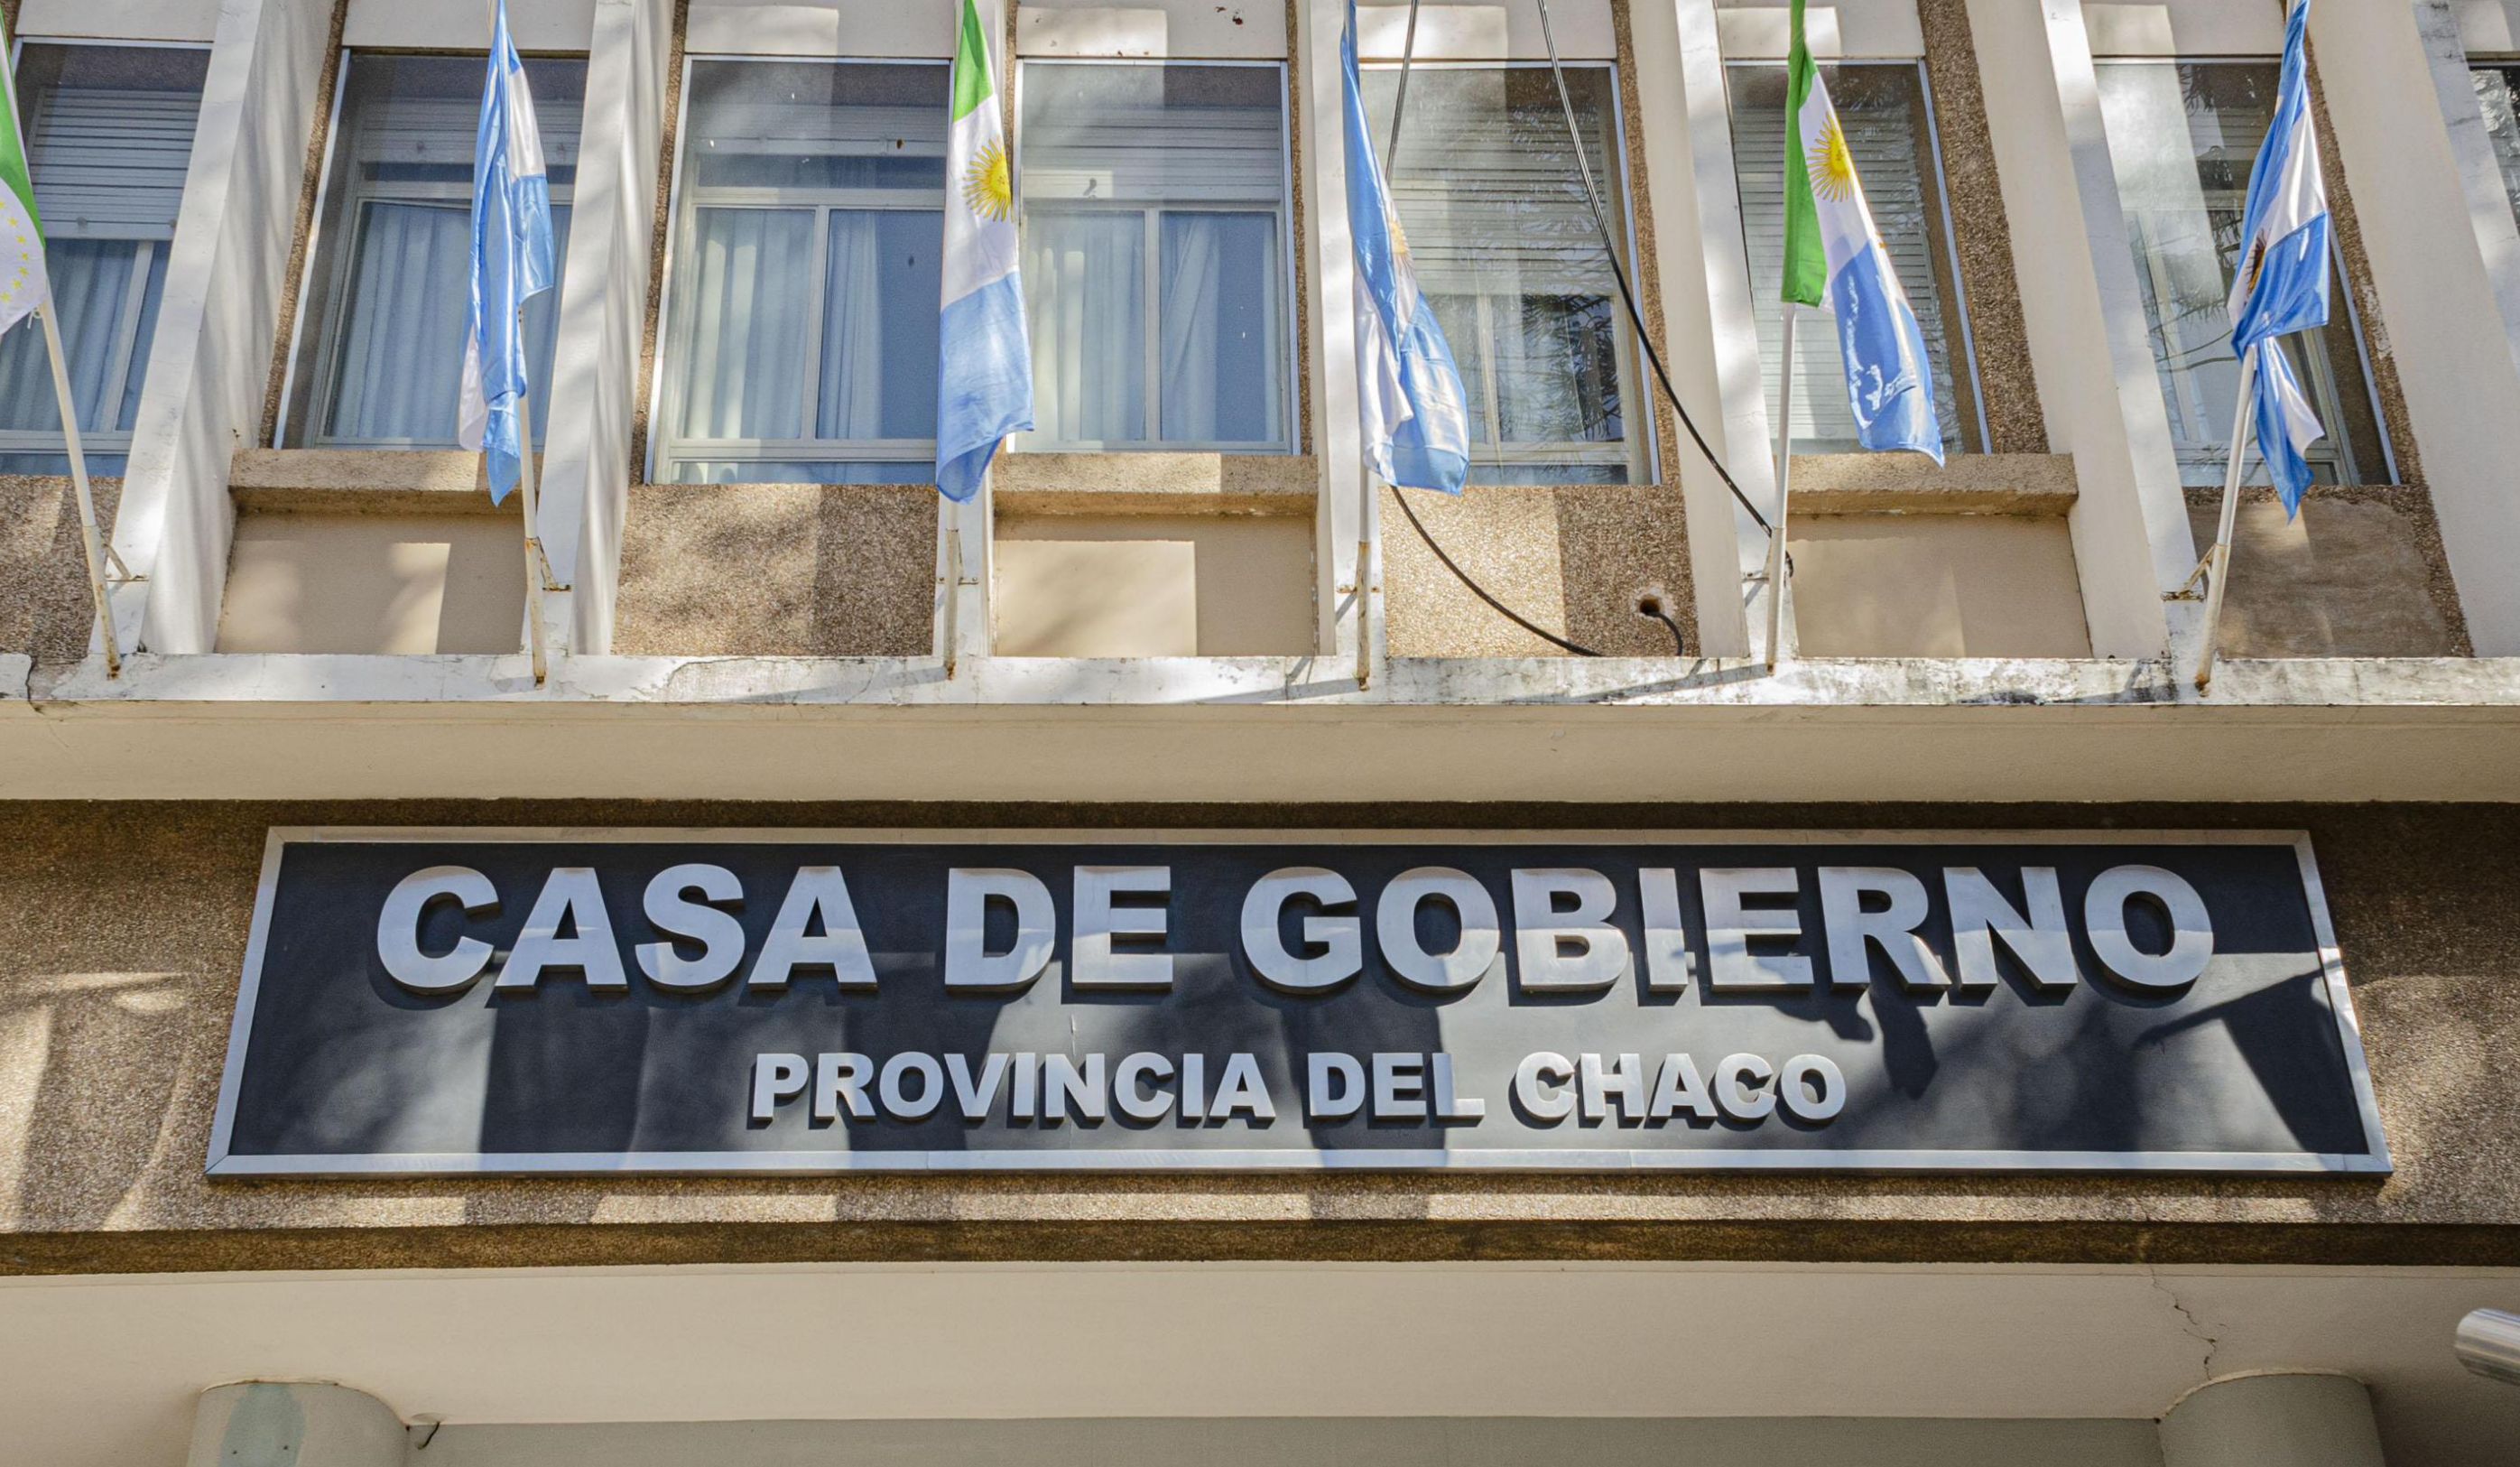 CASA DE GOBIERNO
PROVINCIA DEL CHACO